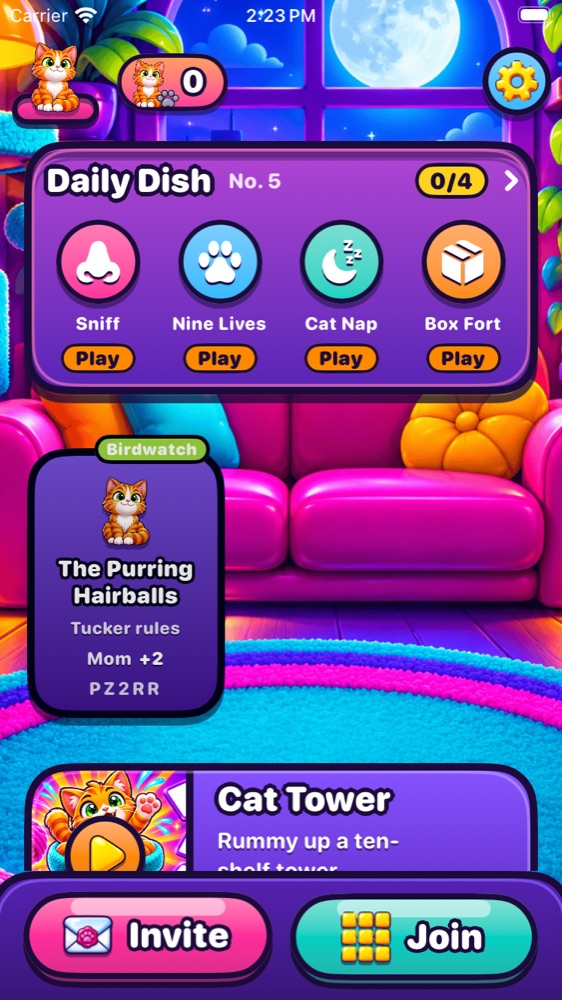 Carrier 2:23 PM
0
Daily Dish No. 5 0/4
Sniff Nine Lives Cat Nap Box Fort
Play Play Play Play
Birdwatch
The Purring
Hairballs
Tucker rules
Mom +2
PZ2RR
Cat Tower
Rummy up a ten-
shelf tower
Invite Join